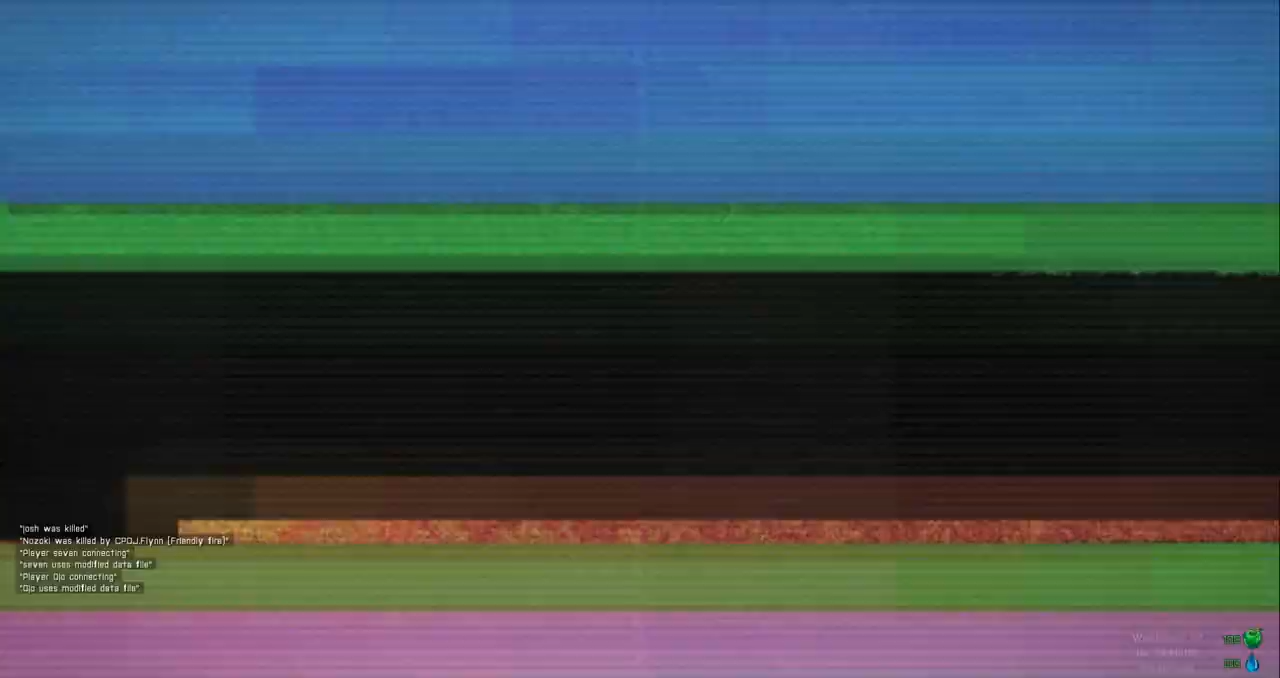 "josh was killed"
"Nozoki was killed by CPOJ.Flynn (Friendly fire)"
"Player seven connecting"
"seven uses modified data file"
"Player Ojo connecting"
"Ojo uses modified data file"